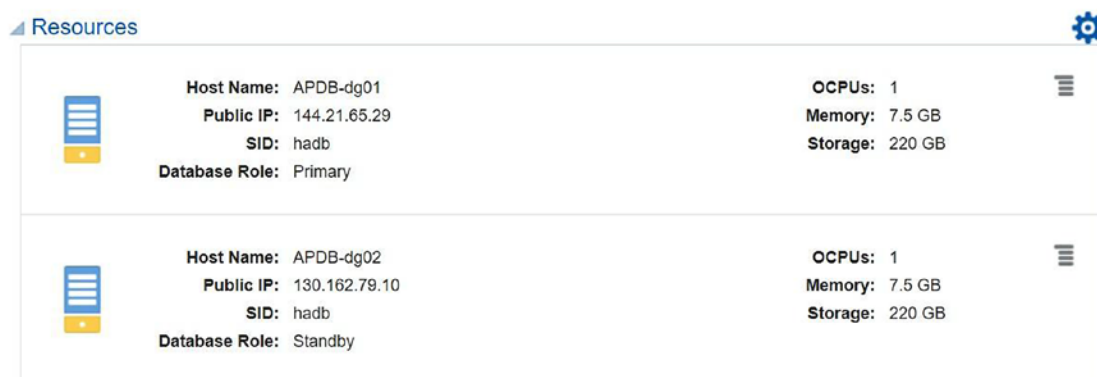 Resources
Host Name: APDB-dg01 OCPUs: 1
Public IP: 144.21.65.29 Memory: 7.5 GB
SID: hadb Storage: 220 GB
Database Role: Primary
Host Name: APDB-dg02 OCPUs: 1
Public IP: 130.162.79.10 Memory: 7.5 GB
SID: hadb Storage: 220 GB
Database Role: Standby